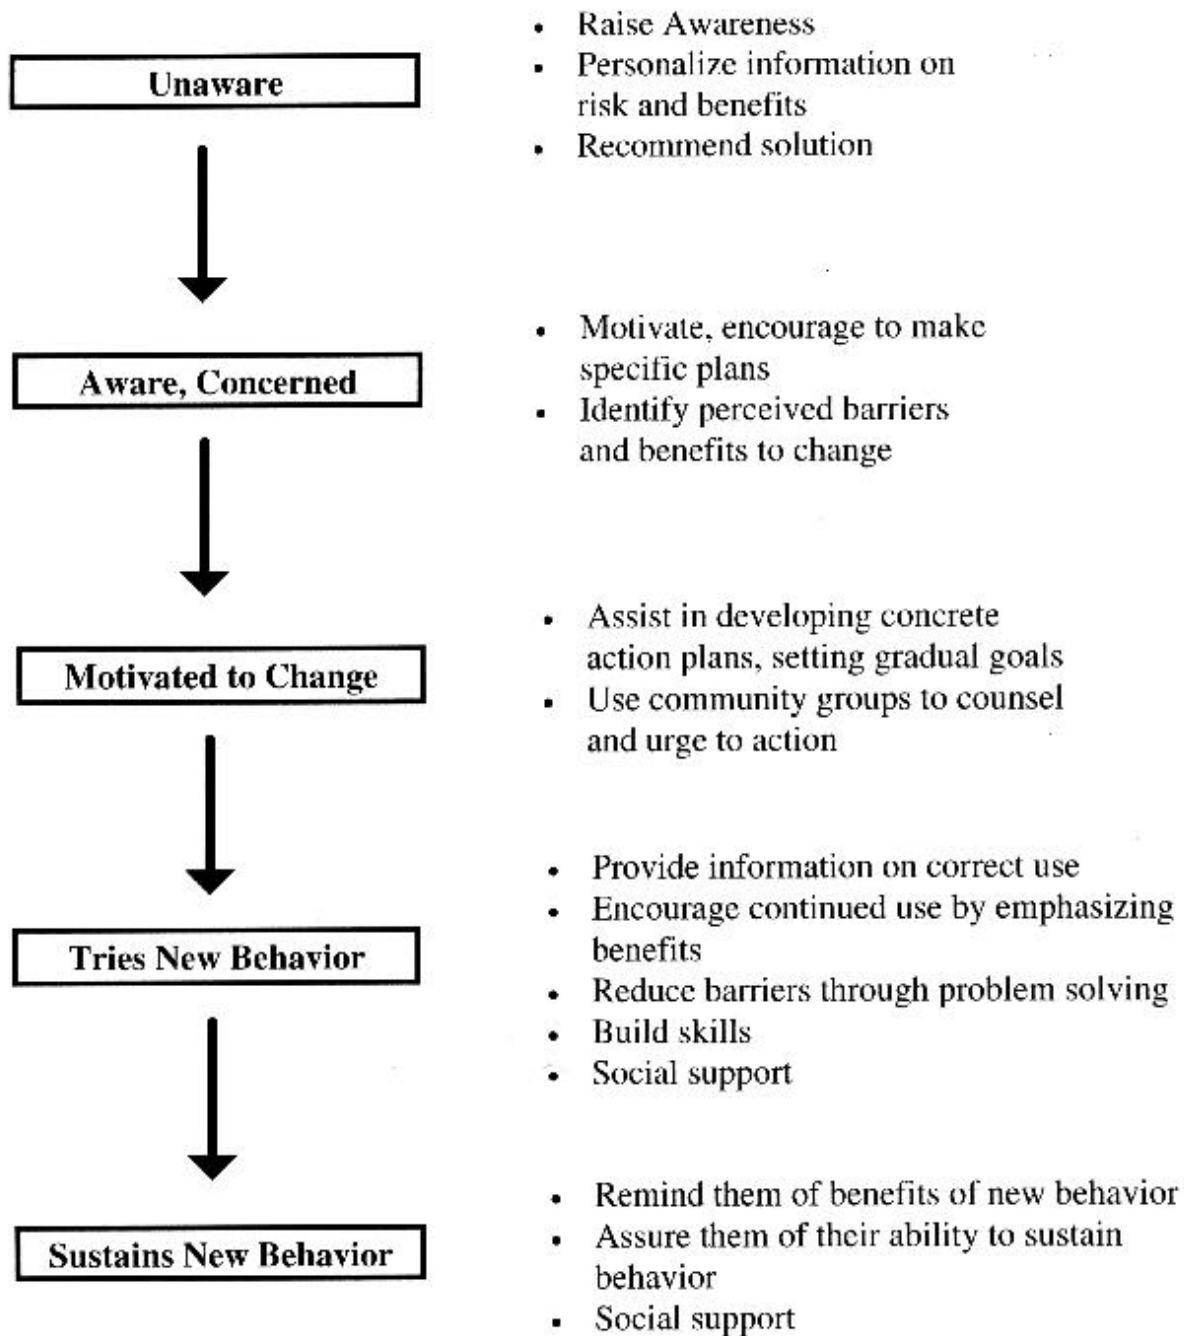 • Raise Awareness
Unaware
• Personalize information on
risk and benefits
• Recommend solution
Aware, Concerned
• Motivate, encourage to make
specific plans
• Identify perceived barriers
and benefits to change
Motivated to Change
• Assist in developing concrete
action plans, setting gradual goals
• Use community groups to counsel
and urge to action
Tries New Behavior
• Provide information on correct use
• Encourage continued use by emphasizing
benefits
• Reduce barriers through problem solving
• Build skills
• Social support
Sustains New Behavior
• Remind them of benefits of new behavior
• Assure them of their ability to sustain
behavior
• Social support